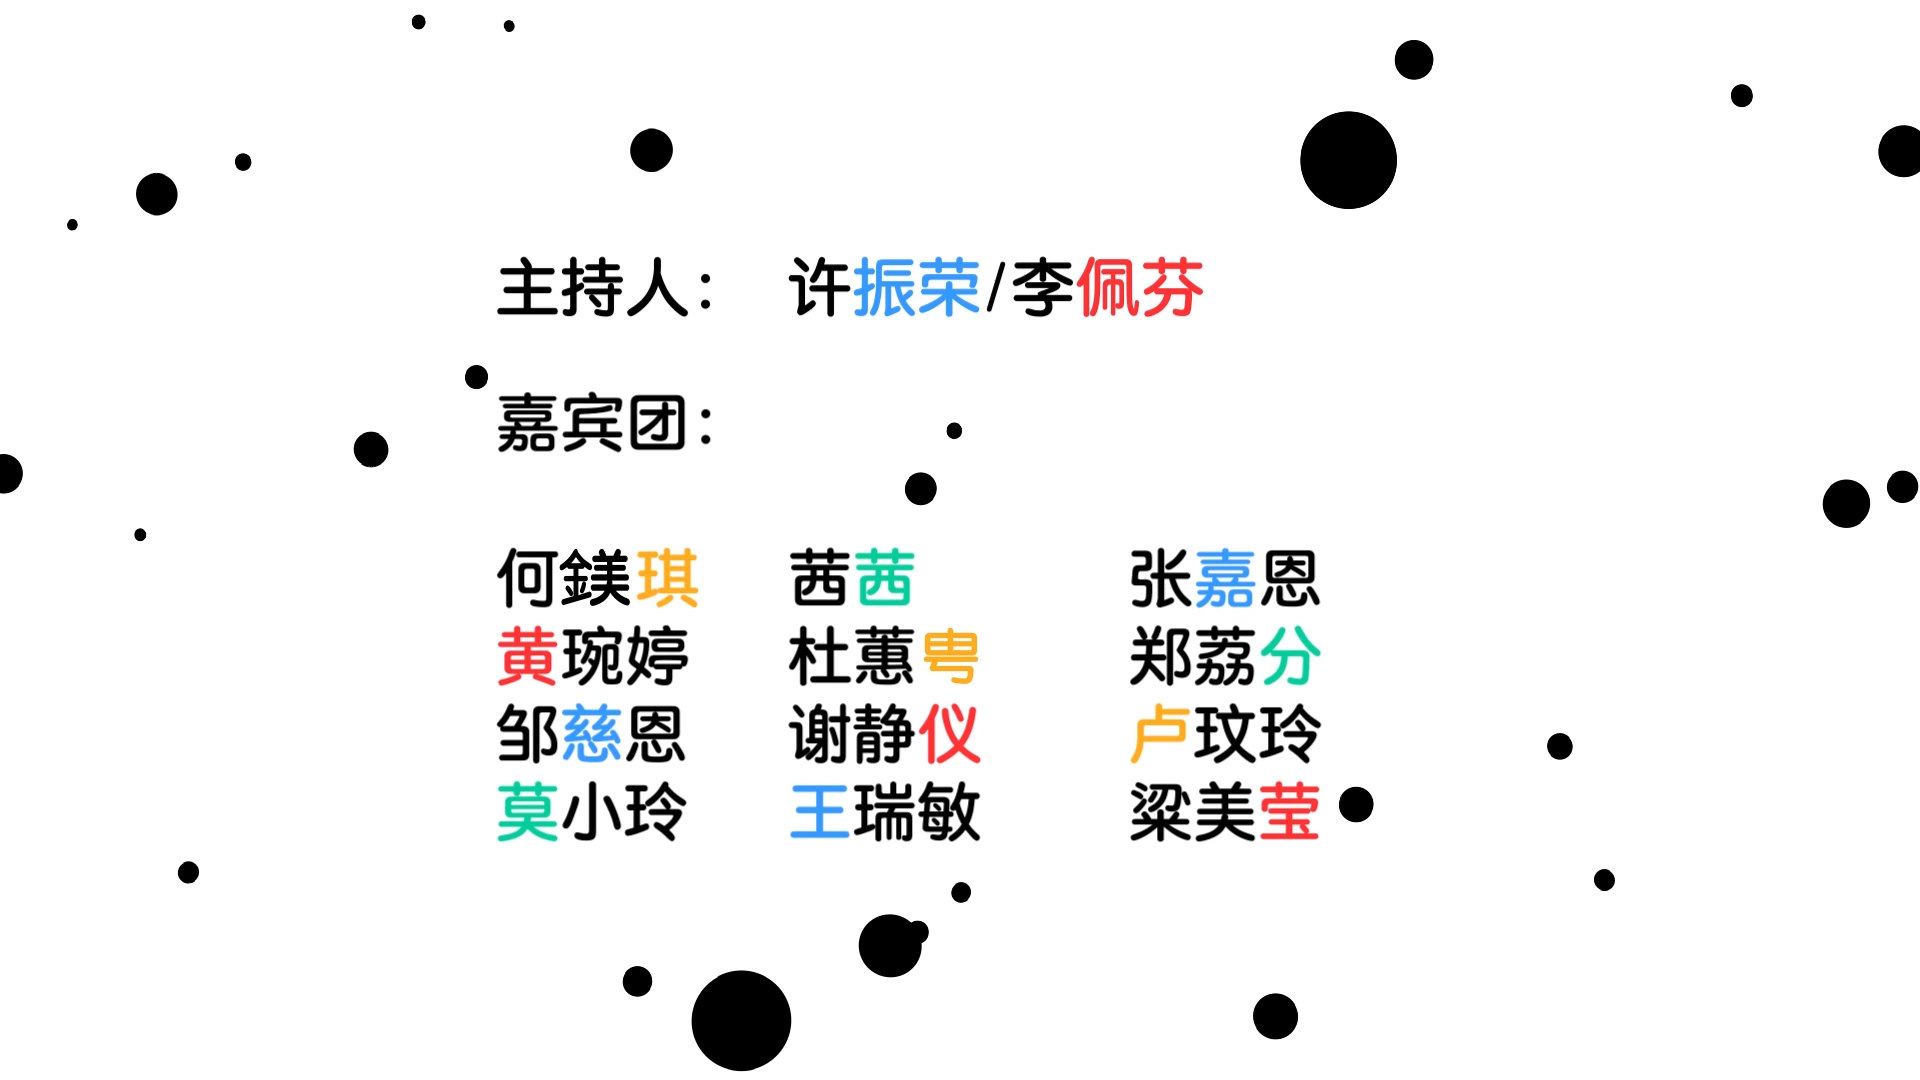 主持人： 许振荣/李佩芬
嘉宾团：
何鎂琪 茜茜 张嘉恩
黄琬婷 杜蕙甹 郑荔分
邹慈恩 谢静仪 卢玟玲
莫小玲 王瑞敏 梁美莹